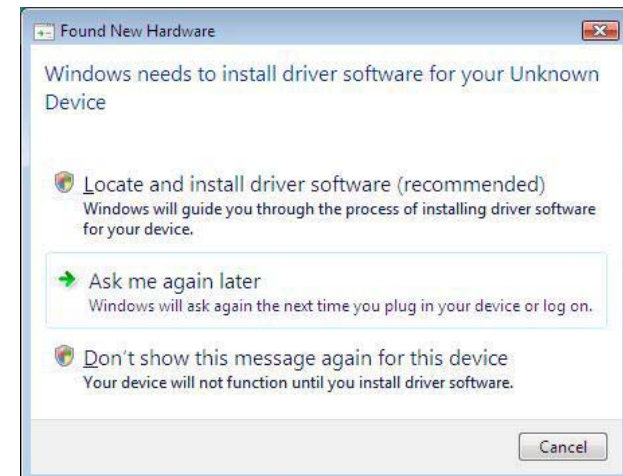 Found New Hardware
Windows needs to install driver software for your Unknown
Device
Locate and install driver software (recommended)
Windows will guide you through the process of installing driver software
for your device.
Ask me again later
Windows will ask again the next time you plug in your device or log on.
Don't show this message again for this device
Your device will not function until you install driver software.
Cancel